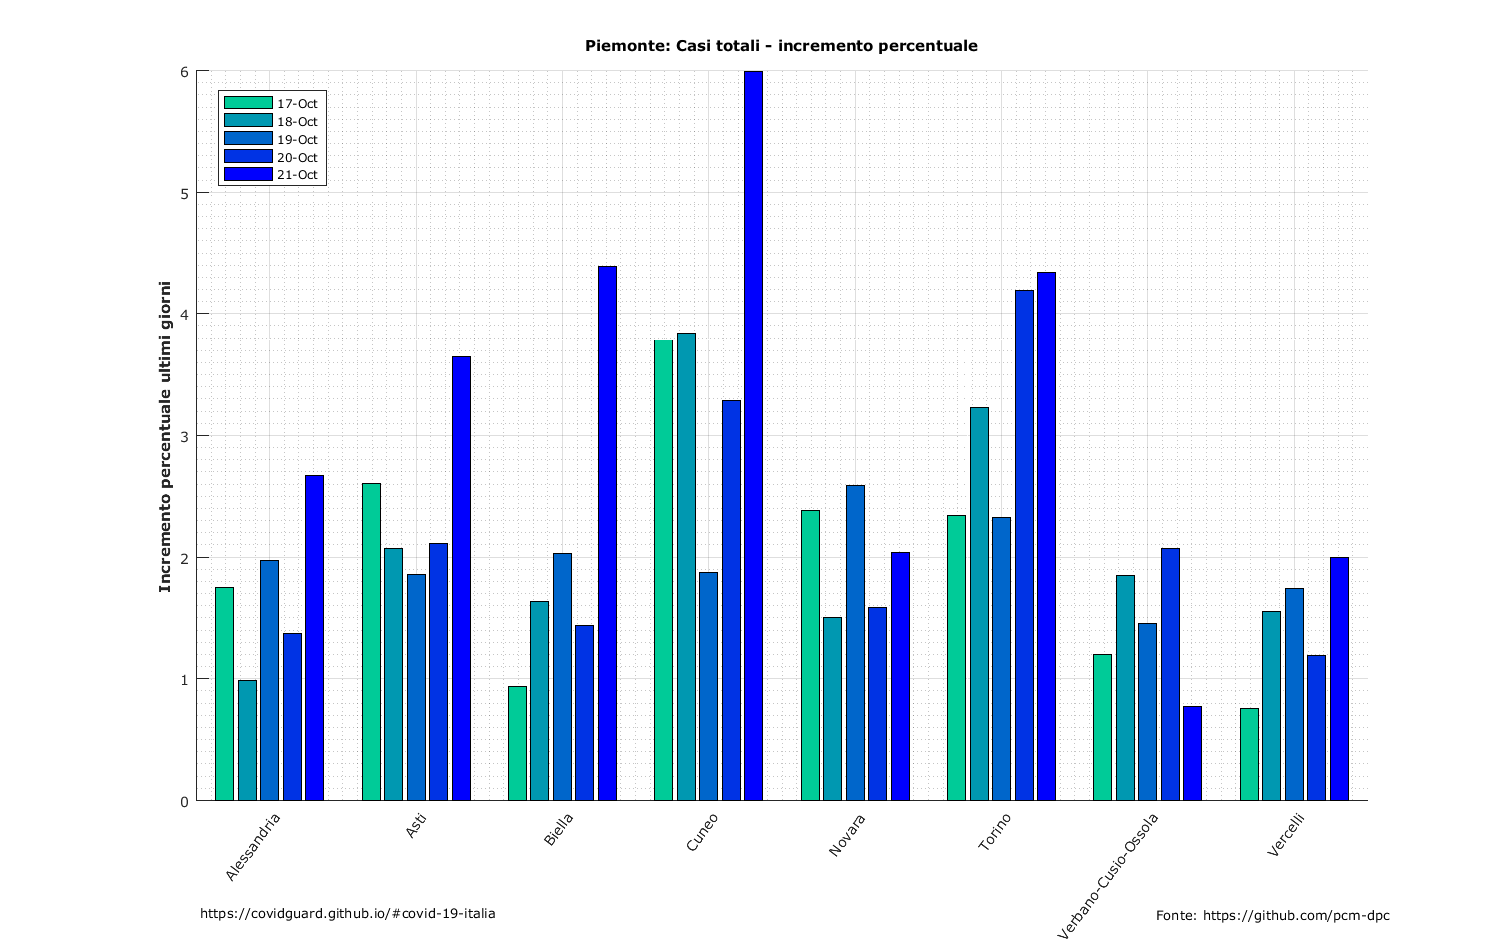 Piemonte: Casi totali - incremento percentuale
6
5
4
3
2
1
0
Incremento percentuale ultimi giorni
17-Oct
18-Oct
19-Oct
20-Oct
21-Oct
Alessandria
Asti
Biella
Cuneo
Novara
Torino
Verbano-Cusio-Ossola
Vercelli
https://covidguard.github.io/#covid-19-italia
Fonte: https://github.com/pcm-dpc